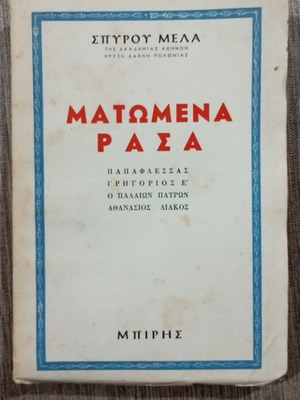 ΣΠΥΡΟΥ ΜΕΛΑ
ΤΗΣ ΑΚΑΔΗΜΙΑΣ ΑΘΗΝΩΝ
ΧΡΥΣΗ ΔΑΦΝΗ ΠΟΛΩΝΙΑΣ
ΜΑΤΩΜΕΝΑ
ΡΑΣΑ
ΠΑΠΑΦΛΕΣΣΑΣ
ΓΡΗΓΟΡΙΟΣ Ε'
Ο ΠΑΛΑΙΩΝ ΠΑΤΡΩΝ
ΑΘΑΝΑΣΙΟΣ ΔΙΑΚΟΣ
ΜΠΙΡΗΣ